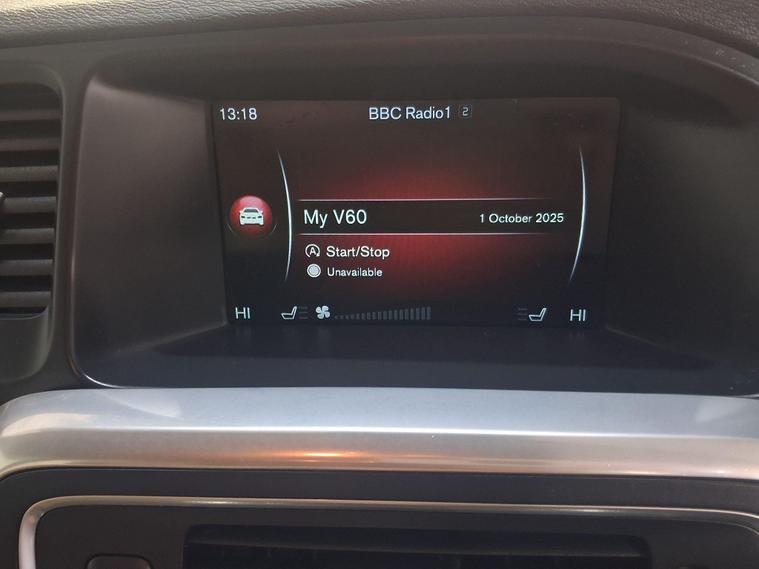 13:18 BBC Radio1 2
My V60 1 October 2025
Start/Stop
Unavailable
HI HI